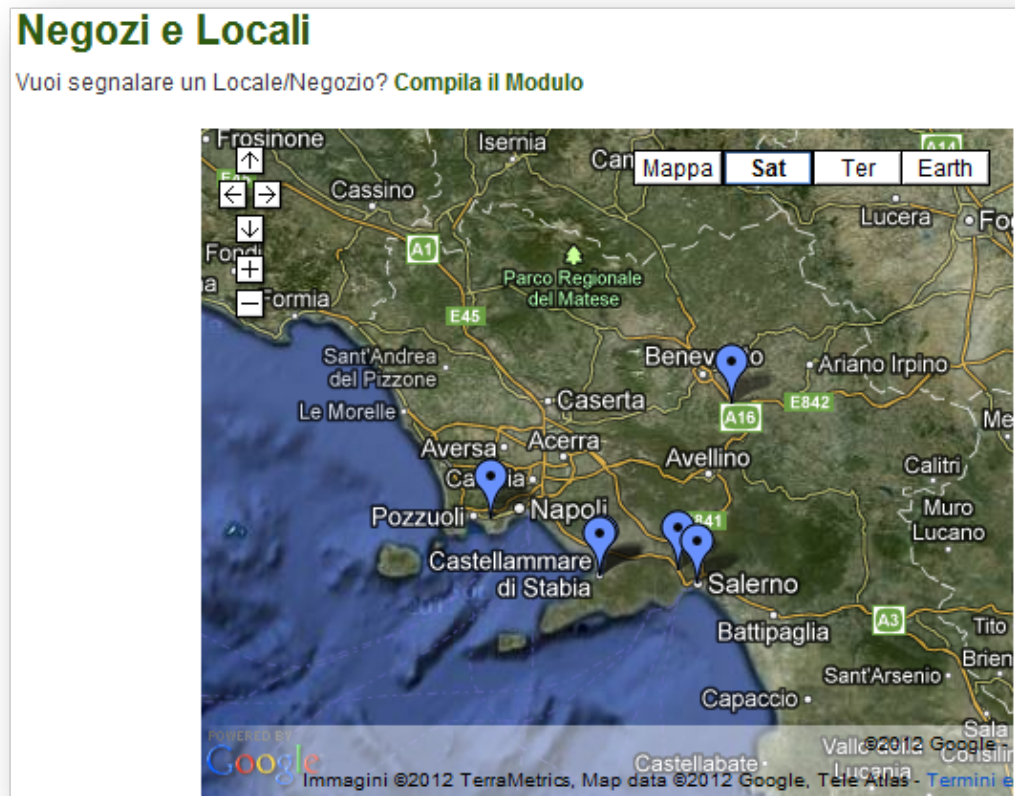 Negozi e Locali
Vuoi segnalare un Locale/Negozio? Compila il Modulo
Frosinone
Isernia
A14
Mappa
Sat
Ter
Earth
Cassino
Lucera
A1
Parco Regionale
del Matese
Formia
E45
Sant'Andrea
del Pizzone
Ariano Irpino
Le Morelle
Caserta
E842
A16
Aversa
Acerra
Avellino
Calitri
Pozzuoli
Napoli
Muro
Lucano
Castellammare
di Stabia
Salerno
Battipaglia
A3
Tito
Sant'Arsenio
Capaccio
POWERED BY
Google
Castellabate
Sala
©2012 Google -
Lucania
Immagini ©2012 TerraMetrics, Map data ©2012 Google, Tele Atlas - Termini e